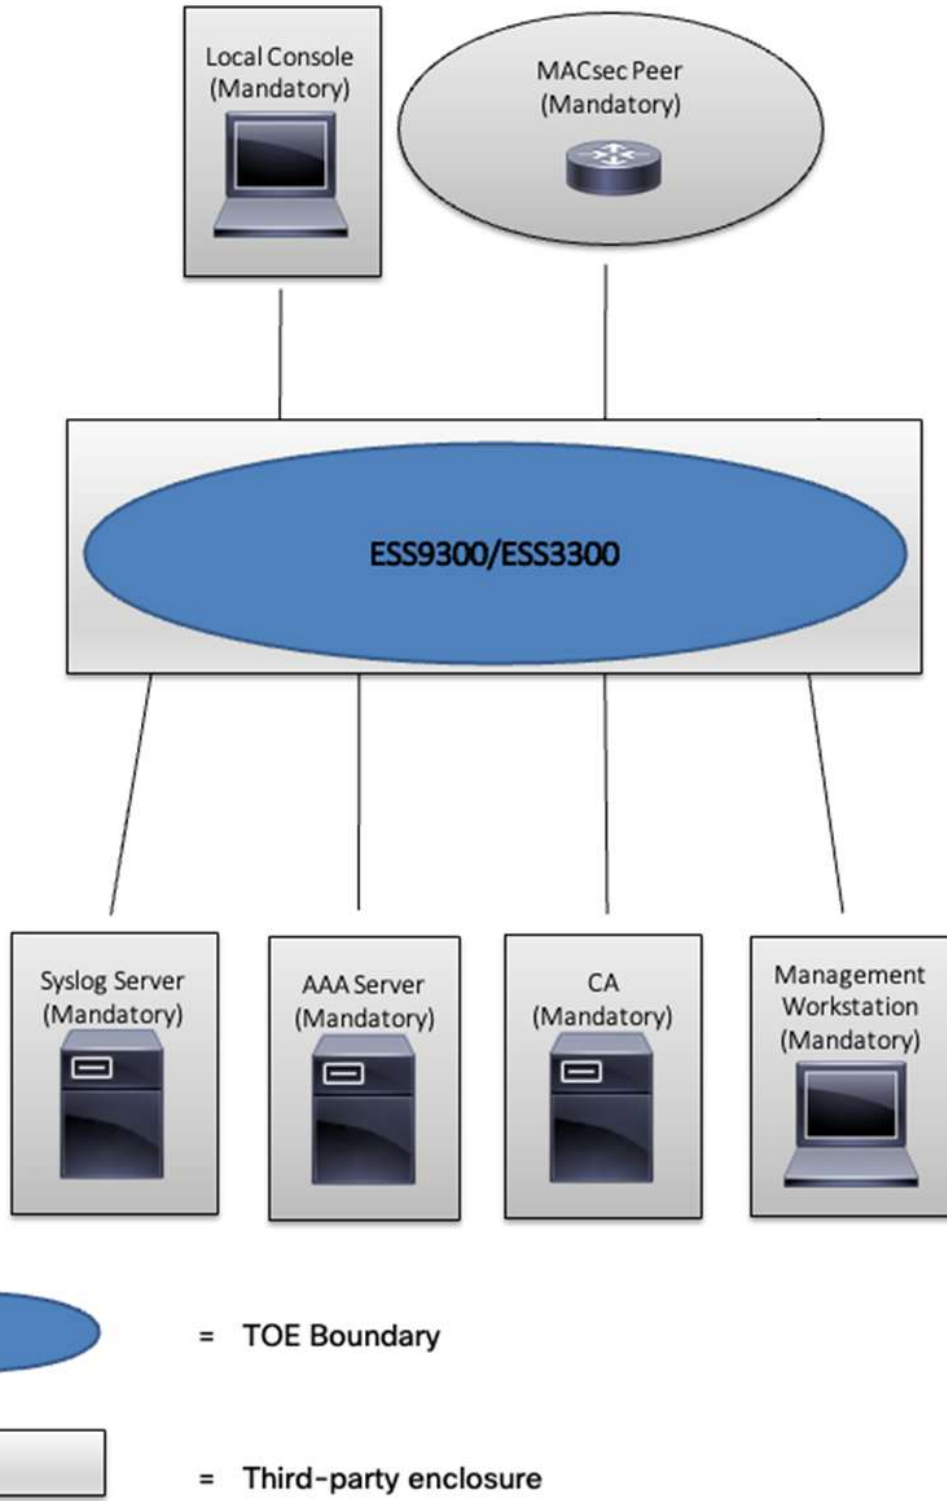 Local Console
(Mandatory)
MACsec Peer
(Mandatory)
ESS9300/ESS3300
Syslog Server
(Mandatory)
AAA Server
(Mandatory)
CA
(Mandatory)
Management
Workstation
(Mandatory)
= TOE Boundary
= Third-party enclosure